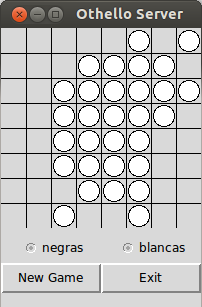 Othello Server
negras
blancas
New Game
Exit